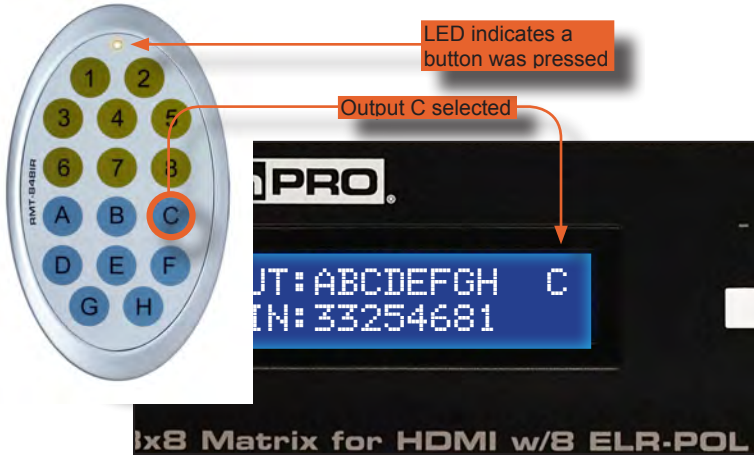 LED indicates a
button was pressed
Output C selected
1 2
3 4 5
6 7 8
A B C
D E F
G H
RMT-848IR
PRO
®
UT:ABCDEFGH C
IN:33254681
x8 Matrix for HDMI w/8 ELR-POL